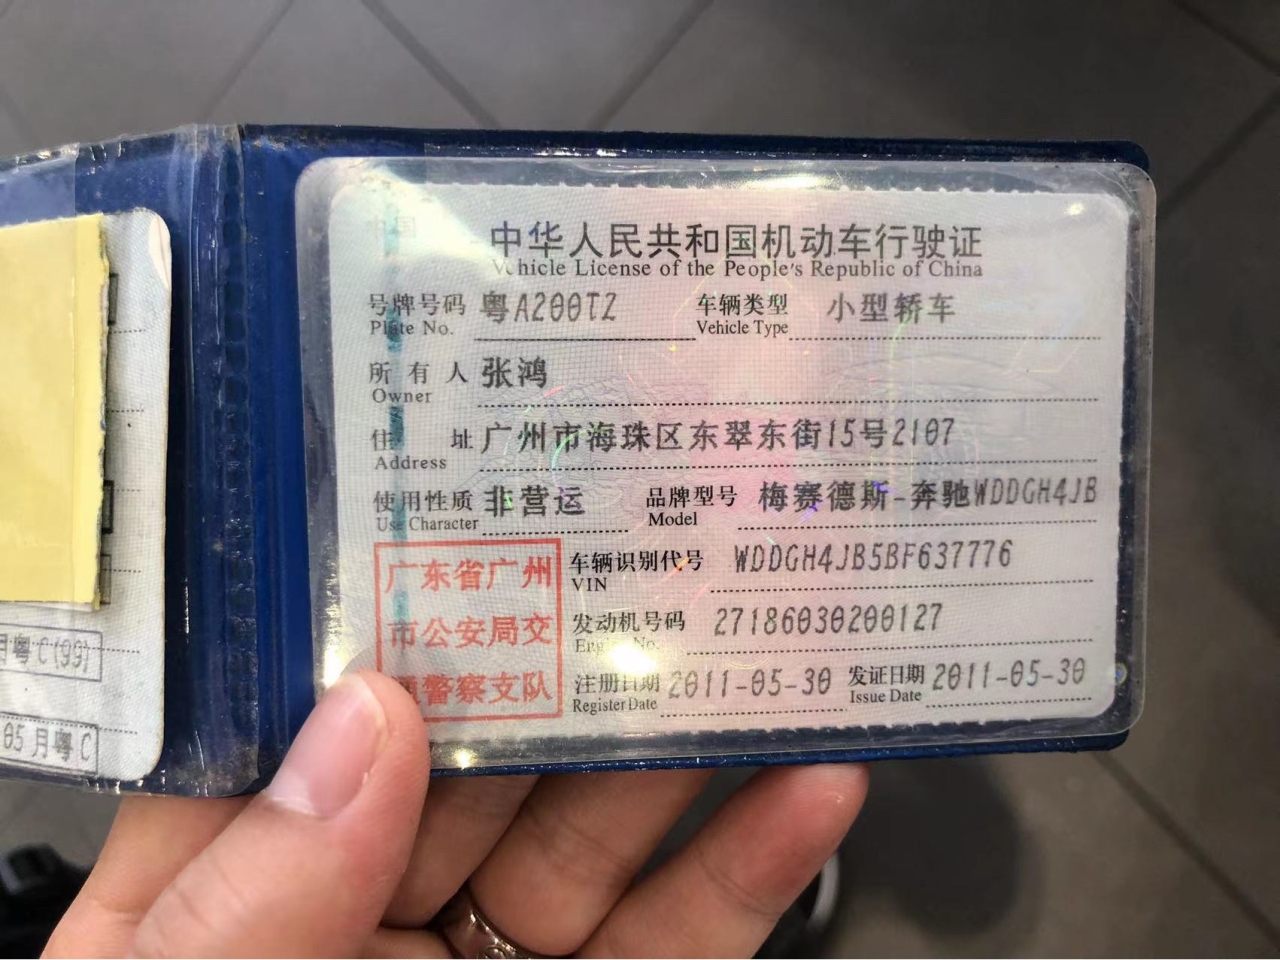 中华人民共和国机动车行驶证
Vehicle License of the People's Republic of China
号牌号码 粤A200TZ 车辆类型 小型轿车
Plate No. Vehicle Type
所有人 张鸿
Owner
住址 广州市海珠区东翠东街15号2107
Address
使用性质 非营运 品牌型号 梅赛德斯-奔驰WDDGH4JB
Use Character Model
广东省广州
市公安局交
通警察支队
车辆识别代号 WDDGH4JB5BF637776
VIN
发动机号码 27186030200127
Engine No.
注册日期 2011-05-30 发证日期 2011-05-30
Register Date Issue Date
月粤C(99)
05月粤C